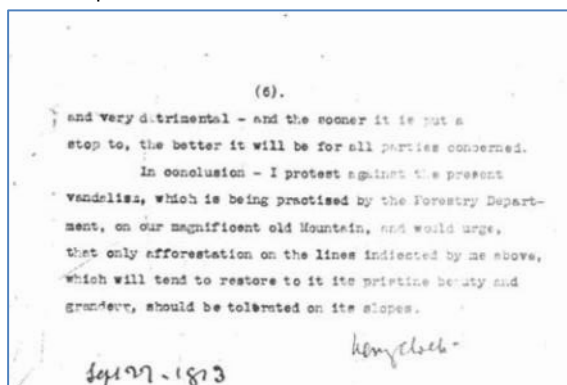 (6).
and very detrimental - and the sooner it is put a
stop to, the better it will be for all parties concerned.
In conclusion - I protest against the present
vandalism, which is being practised by the Forestry Depart-
ment, on our magnificent old Mountain, and would urge,
that only afforestation on the lines indicated by me above,
which will tend to restore to it its pristine beauty and
grandeur, should be tolerated on its slopes.
Sept 27. 1913